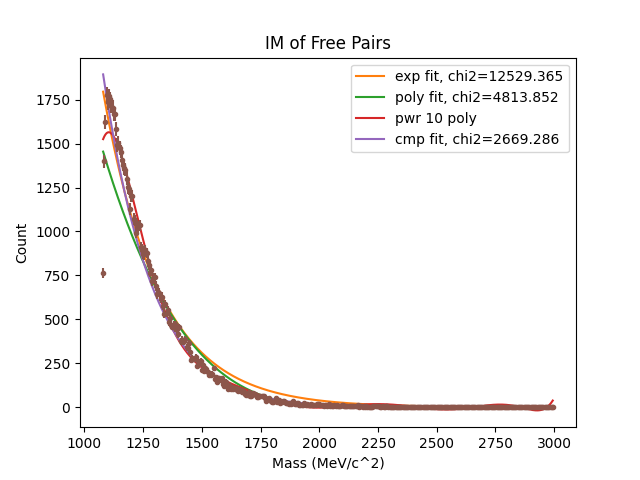 IM of Free Pairs
exp fit, chi2=12529.365
poly fit, chi2=4813.852
pwr 10 poly
cmp fit, chi2=2669.286
1750
1500
1250
1000
750
500
250
0
Count
1000 1250 1500 1750 2000 2250 2500 2750 3000
Mass (MeV/c^2)